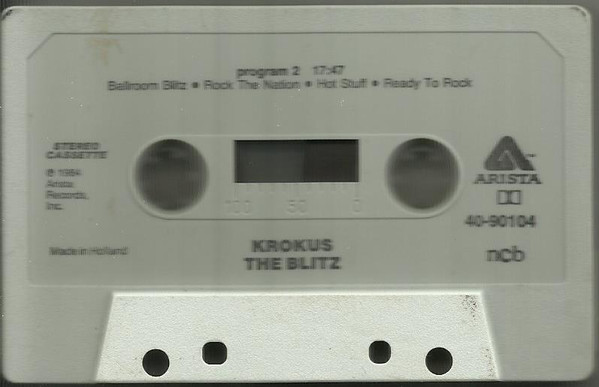 program 2 17:47
Ballroom Blitz • Rock The Nation • Hot Stuff • Ready To Rock
STEREO
CASSETTE
℗ 1984
Arista
Records,
Inc.
100 50 0
ARISTA™
40-90104
Made in Holland
KROKUS
THE BLITZ
ncb